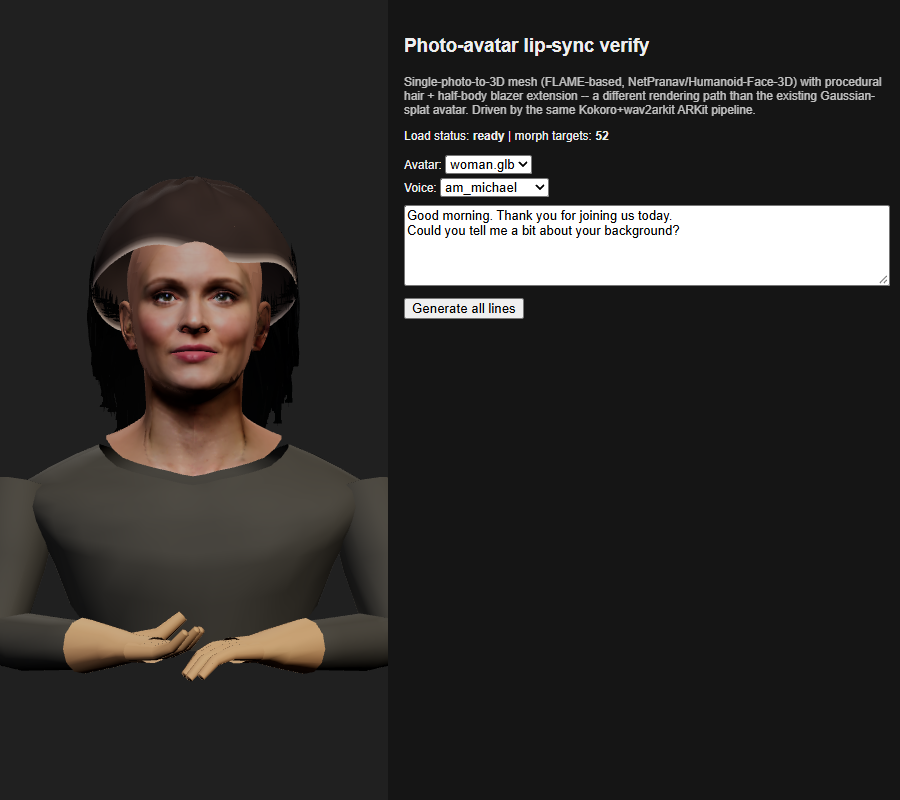 Photo-avatar lip-sync verify
Single-photo-to-3D mesh (FLAME-based, NetPranav/Humanoid-Face-3D) with procedural
hair + half-body blazer extension -- a different rendering path than the existing Gaussian-
splat avatar. Driven by the same Kokoro+wav2arkit ARKit pipeline.
Load status: ready | morph targets: 52
Avatar: woman.glb
Voice: am_michael
Good morning. Thank you for joining us today.
Could you tell me a bit about your background?
Generate all lines